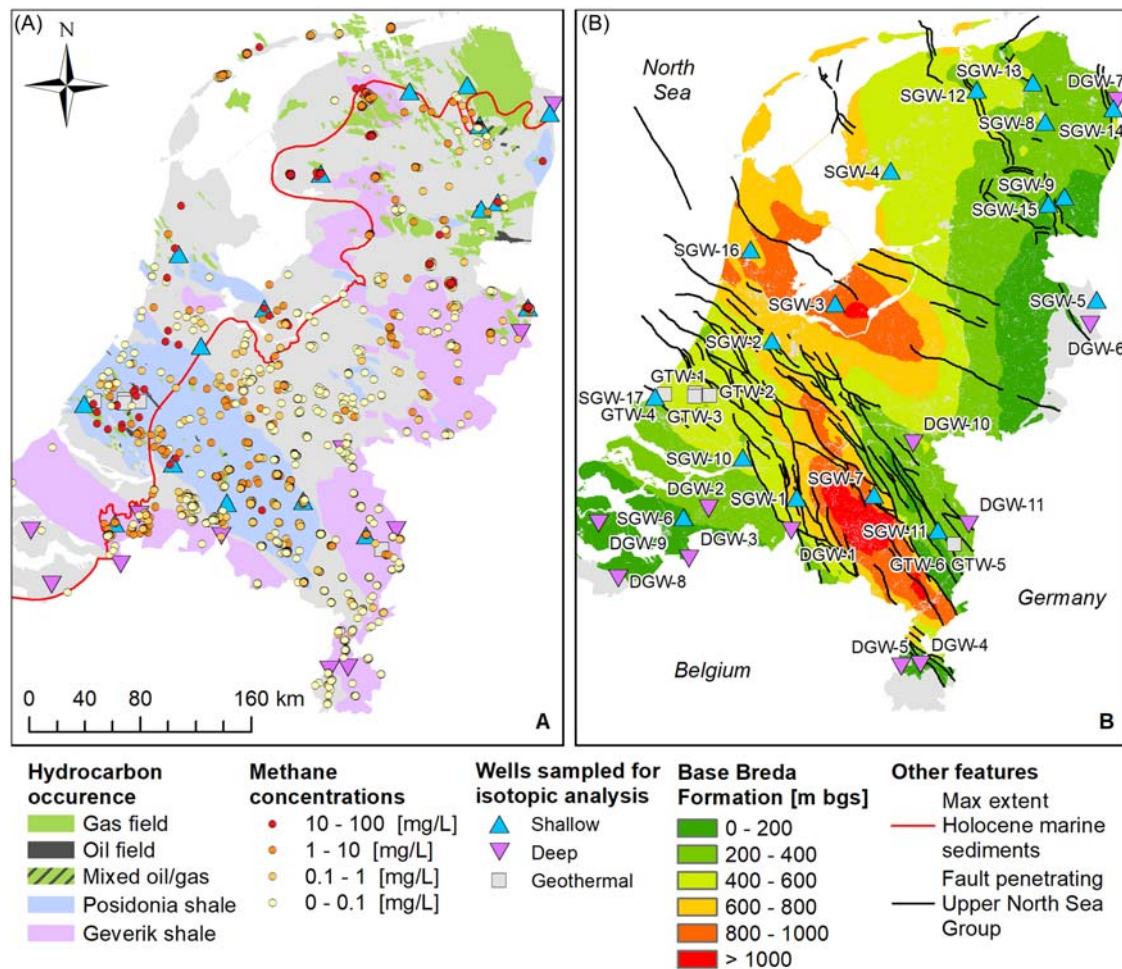 (A)
N
0 40 80 160 km
A
(B)
North
Sea
SGW-13
DGW-7
SGW-12
SGW-8
SGW-14
SGW-4
SGW-9
SGW-15
SGW-16
SGW-3
SGW-5
SGW-2
DGW-6
GTW-1
SGW-17
GTW-2
GTW-4
GTW-3
DGW-10
SGW-10
SGW-7
DGW-2
SGW-1
DGW-11
SGW-6
SGW-11
DGW-9
DGW-3
DGW-1
GTW-6
GTW-5
DGW-8
Germany
Belgium
DGW-5
DGW-4
B
Hydrocarbon
occurence
Gas field
Oil field
Mixed oil/gas
Posidonia shale
Geverik shale
Methane
concentrations
10 - 100 [mg/L]
1 - 10 [mg/L]
0.1 - 1 [mg/L]
0 - 0.1 [mg/L]
Wells sampled for
isotopic analysis
Shallow
Deep
Geothermal
Base Breda
Formation [m bgs]
0 - 200
200 - 400
400 - 600
600 - 800
800 - 1000
> 1000
Other features
Max extent
Holocene marine
sediments
Fault penetrating
Upper North Sea
Group